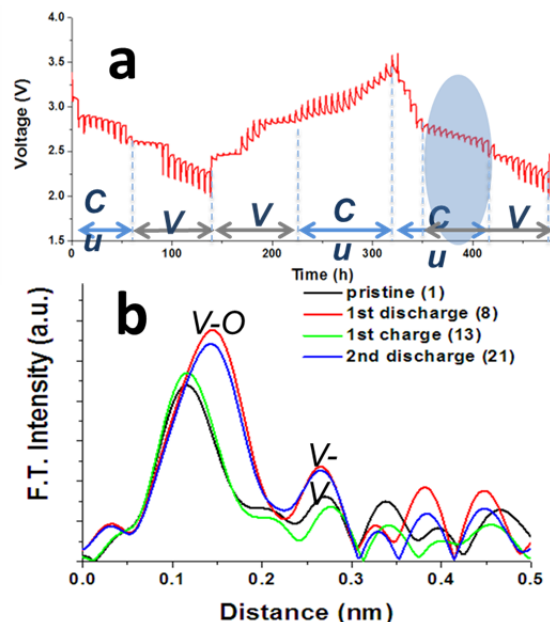 a
Voltage (V)
4.0
3.5
3.0
2.5
2.0
1.5
C
u
V
V
C
u
C
u
V
0
100
200
300
400
Time (h)
b
V-O
V-
V
pristine (1)
1st discharge (8)
1st charge (13)
2nd discharge (21)
F.T. Intensity (a.u.)
0.0
0.1
0.2
0.3
0.4
0.5
Distance (nm)